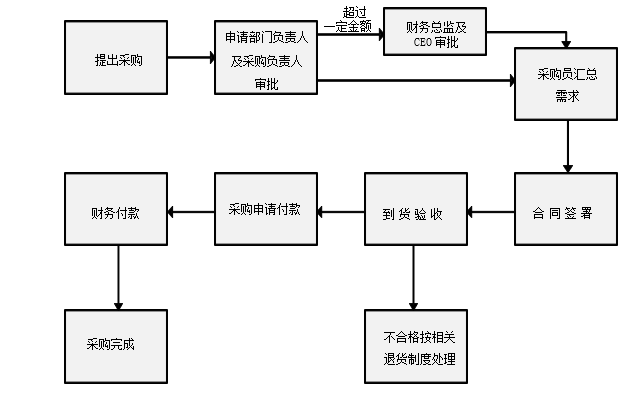 提出采购
申请部门负责人
及采购负责人
审批
超过
一定金额
财务总监及
CEO 审批
采购员汇总
需求
财务付款
采购申请付款
到货验收
合同签署
采购完成
不合格按相关
退货制度处理